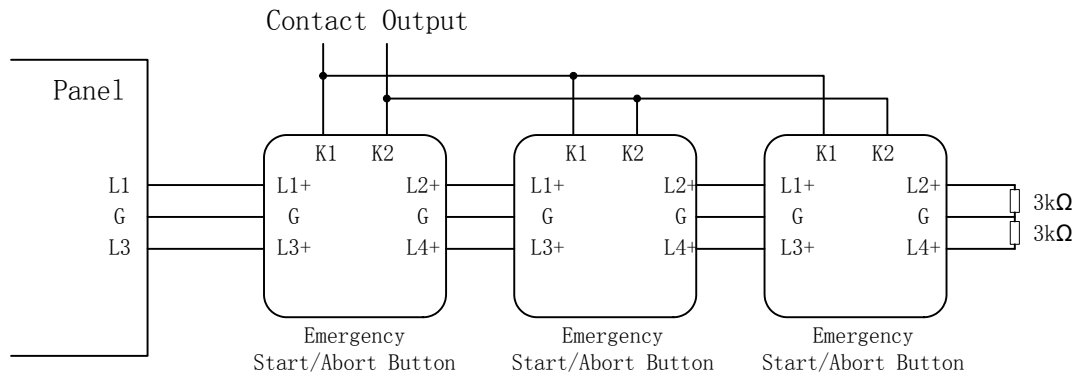 Contact Output
Panel
K1 K2 K1 K2 K1 K2
L1 L1+ L2+ L1+ L2+ L1+ L2+
3kΩ
G G G G
3kΩ
L3 L3+ L4+ L3+ L4+ L3+ L4+
Emergency Emergency Emergency
Start/Abort Button Start/Abort Button Start/Abort Button